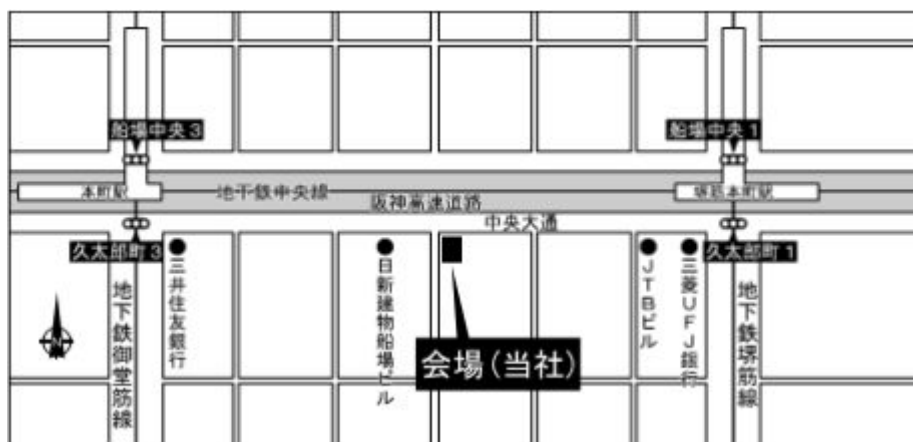 船場中央3
船場中央1
本町駅
地下鉄中央線
阪神高速道路
堺筋本町駅
中央大通
久太郎町3
久太郎町1
三井住友銀行
日新建物船場ビル
JTBビル
三菱UFJ銀行
地下鉄御堂筋線
地下鉄堺筋線
N
会場(当社)